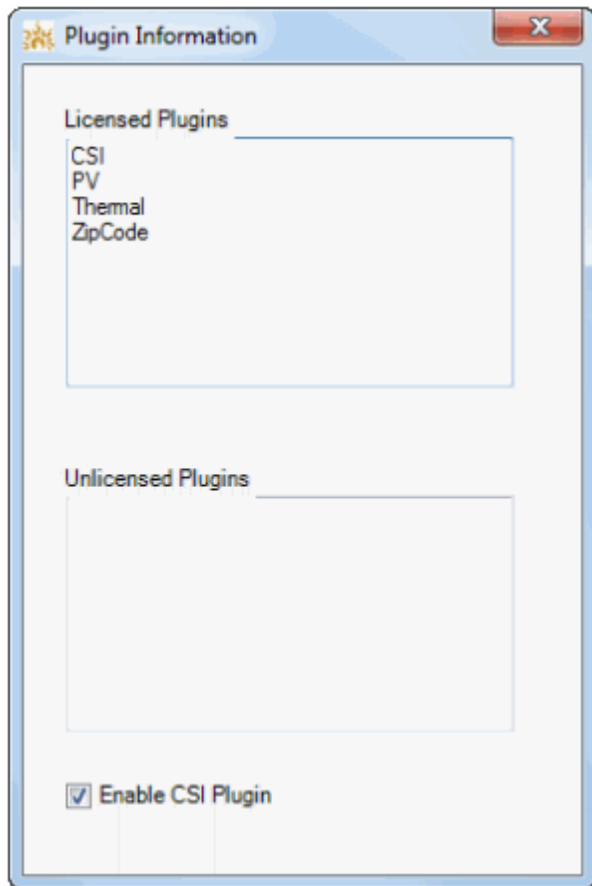 Plugin Information
Licensed Plugins
CSI
PV
Thermal
ZipCode
Unlicensed Plugins
Enable CSI Plugin